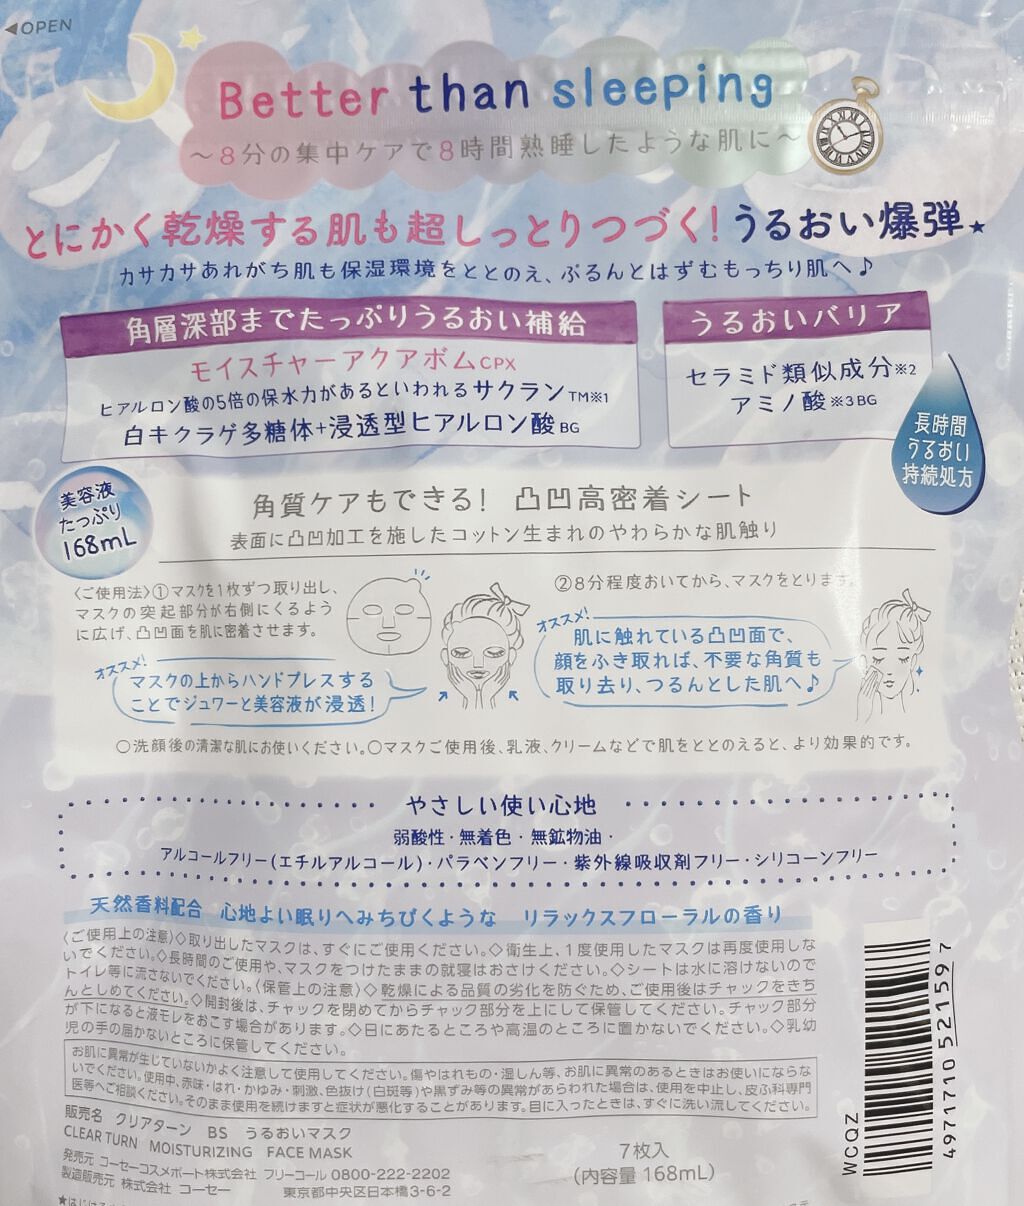 ◀OPEN
Better than sleeping
～8分の集中ケアで8時間熟睡したような肌に～
とにかく乾燥する肌も超しっとりつづく!うるおい爆弾★
カサカサあれがち肌も保湿環境をととのえ、ぷるんとはずむもっちり肌へ♪
角層深部までたっぷりうるおい補給
モイスチャーアクアボムCPX
ヒアルロン酸の5倍の保水力があるといわれるサクランTM※1
白キクラゲ多糖体+浸透型ヒアルロン酸BG
うるおいバリア
セラミド類似成分※2
アミノ酸※3BG
長時間
うるおい
持続処方
美容液
たっぷり
168mL
角質ケアもできる! 凸凹高密着シート
表面に凸凹加工を施したコットン生まれのやわらかな肌触り
〈ご使用法〉①マスクを1枚ずつ取り出し、
マスクの突起部分が右側にくるよう
に広げ、凸凹面を肌に密着させます。
オススメ!
マスクの上からハンドプレスする
ことでジュワーと美容液が浸透!
②8分程度おいてから、マスクをとります。
オススメ!
肌に触れている凸凹面で、
顔をふき取れば、不要な角質も
取り去り、つるんとした肌へ♪
○洗顔後の清潔な肌にお使いください。○マスクご使用後、乳液、クリームなどで肌をととのえると、より効果的です。
やさしい使い心地
弱酸性・無着色・無鉱物油・
アルコールフリー(エチルアルコール)・パラベンフリー・紫外線吸収剤フリー・シリコーンフリー
天然香料配合 心地よい眠りへみちびくような リラックスフローラルの香り
〈ご使用上の注意〉◇取り出したマスクは、すぐにご使用ください。◇衛生上、1度使用したマスクは再度使用しな
いでください。◇長時間のご使用や、マスクをつけたままの就寝はおさけください。◇シートは水に溶けないので
トイレ等に流さないでください。〈保管上の注意〉◇乾燥による品質の劣化を防ぐため、ご使用後はチャックをきち
んとしめてください。◇開封後は、チャックを閉めてからチャック部分を上にして保管してください。チャック部分
が下になると液モレをおこす場合があります。◇日にあたるところや高温のところに置かないでください。◇乳幼
児の手の届かないところに保管してください。
お肌に異常が生じていないかよく注意して使用してください。傷やはれもの・湿しん等、お肌に異常のあるときはお使いにならな
いでください。使用中、赤味・はれ・かゆみ・刺激、色抜け(白斑等)や黒ずみ等の異常があらわれた場合は、使用を中止し、皮ふ科専門
医等へご相談ください。そのまま使用を続けますと症状が悪化することがあります。目に入ったときは、すぐに洗い流してください。
販売名 クリアターン BS うるおいマスク
CLEAR TURN MOISTURIZING FACE MASK
発売元 コーセーコスメポート株式会社 フリーコール 0800-222-2202
製造販売元 株式会社 コーセー 東京都中央区日本橋3-6-2
7枚入
(内容量 168mL)
WCQZ
4971710521597